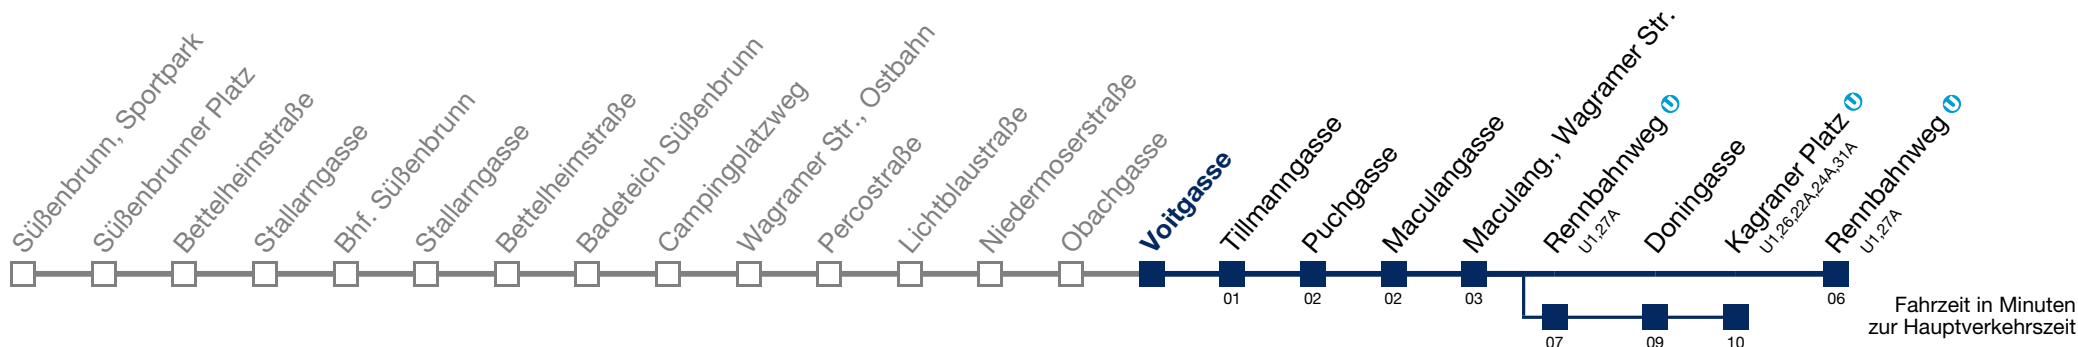 Süßenbrunn, Sportpark
Süßenbrunner Platz
Bettelheimstraße
Stallarngasse
Bhf. Süßenbrunn
Stallarngasse
Bettelheimstraße
Badeteich Süßenbrunn
Campingplatzweg
Wagramer Str., Ostbahn
Percostraße
Lichtblaustraße
Niedermoserstraße
Obachgasse
Voitgasse
Tillmanngasse
Puchgasse
Maculangasse
Maculang., Wagramer Str.
Rennbahnweg
U1,27A
Doningasse
Kagraner Platz
U1,26,22A,24A,31A
Rennbahnweg
U1,27A
01
02
02
03
06
07
09
10
Fahrzeit in Minuten
zur Hauptverkehrszeit